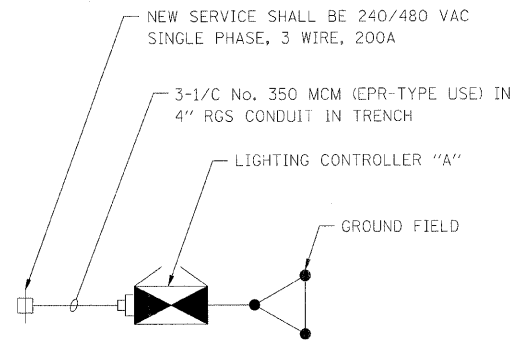 NEW SERVICE SHALL BE 240/480 VAC
SINGLE PHASE, 3 WIRE, 200A
3-1/C No. 350 MCM (EPR-TYPE USE) IN
4" RGS CONDUIT IN TRENCH
LIGHTING CONTROLLER "A"
GROUND FIELD